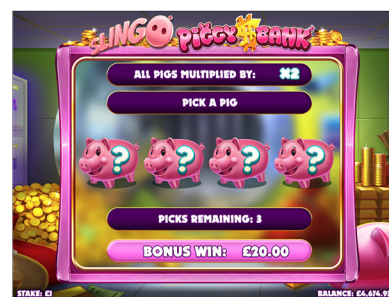 SLINGO PIGGY BANK
ALL PIGS MULTIPLIED BY: X2
PICK A PIG
? ? ? ?
PICKS REMAINING: 3
BONUS WIN: £20.00
STAKE: £1 BALANCE: